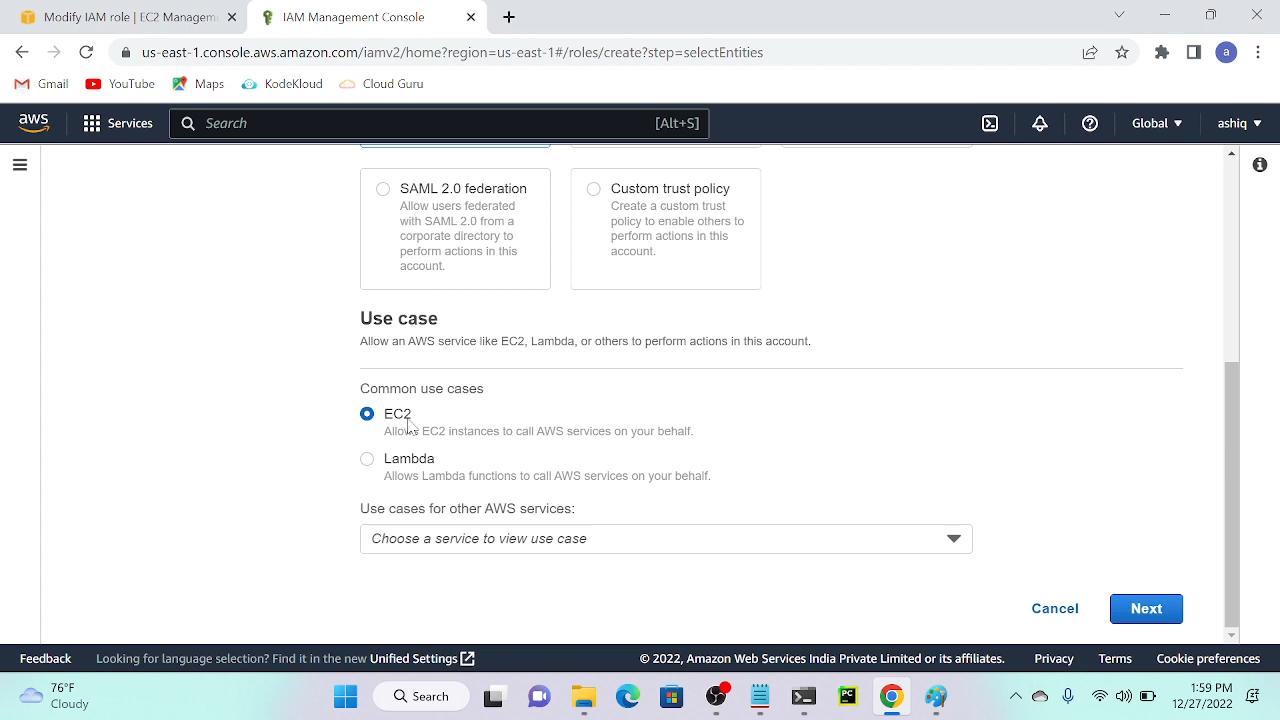 Modify IAM role | EC2 Managem
IAM Management Console
us-east-1.console.aws.amazon.com/iamv2/home?region=us-east-1#/roles/create?step=selectEntities
a
Gmail
YouTube
Maps
KodeKloud
Cloud Guru
aws
Services
Search
[Alt+S]
Global
ashiq
SAML 2.0 federation
Allow users federated
with SAML 2.0 from a
corporate directory to
perform actions in this
account.
Custom trust policy
Create a custom trust
policy to enable others to
perform actions in this
account.
Use case
Allow an AWS service like EC2, Lambda, or others to perform actions in this account.
Common use cases
EC2
Allows EC2 instances to call AWS services on your behalf.
Lambda
Allows Lambda functions to call AWS services on your behalf.
Use cases for other AWS services:
Choose a service to view use case
Cancel
Next
Feedback
Looking for language selection? Find it in the new Unified Settings
© 2022, Amazon Web Services India Private Limited or its affiliates.
Privacy
Terms
Cookie preferences
76°F
Cloudy
Search
PC
1:59 PM
12/27/2022